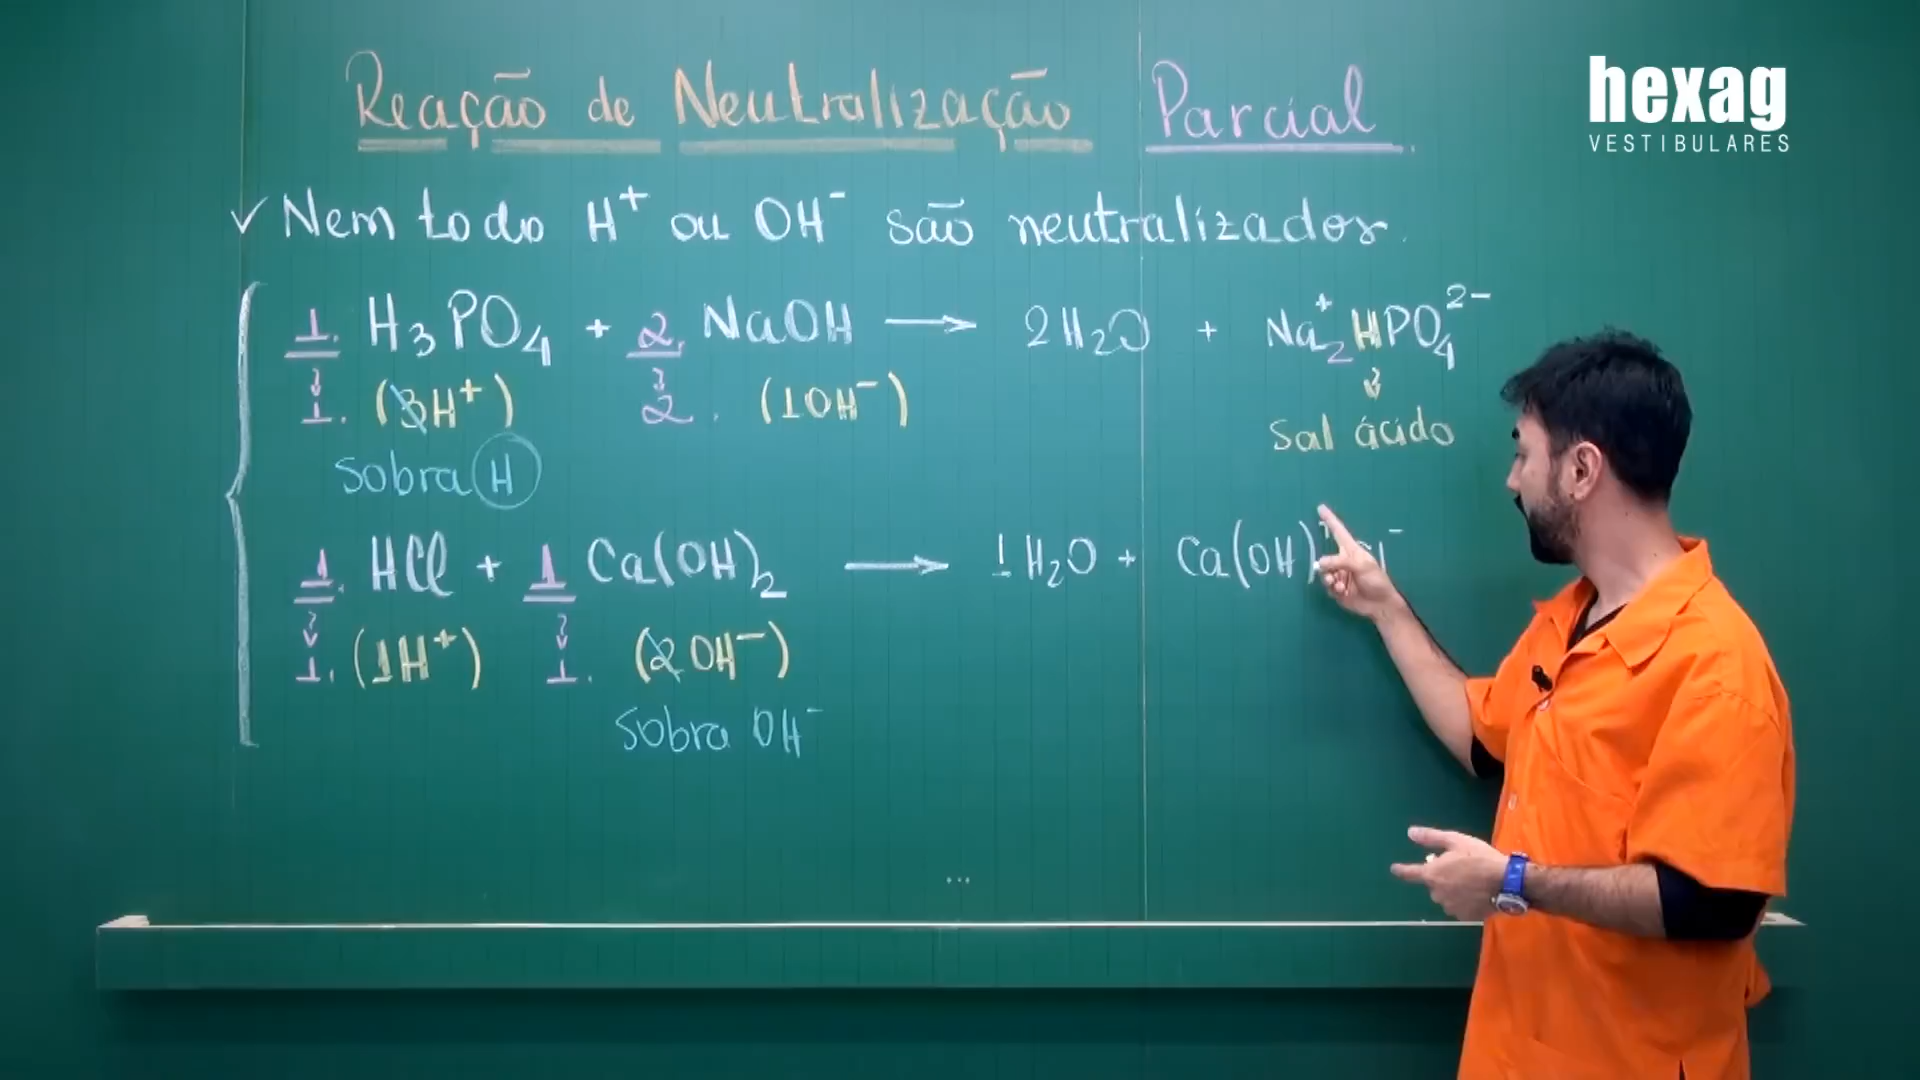 Reação de Neutralização Parcial
hexag
VESTIBULARES
✓ Nem todo H⁺ ou OH⁻ são neutralizados.
1. H₃PO₄ + 2. NaOH → 2H₂O + Na⁺₂HPO₄²⁻
1. (3H⁺) 2. (1OH⁻)
Sal ácido
sobra H
1. HCl + 1 Ca(OH)₂ → 1H₂O + Ca(OH)
1. (1H⁺) 1. (2OH⁻)
sobra OH⁻
...